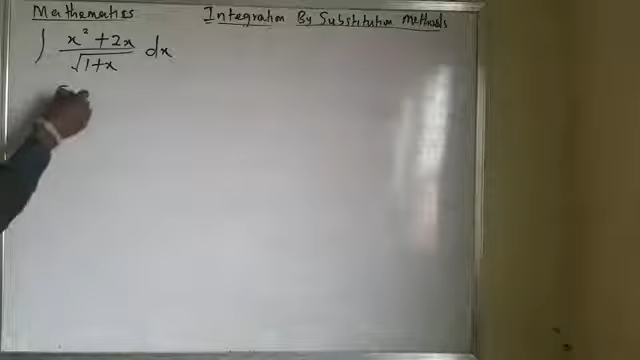 Mathematics
Integration By Substitution Methods
∫ x² + 2x / √1+x dx